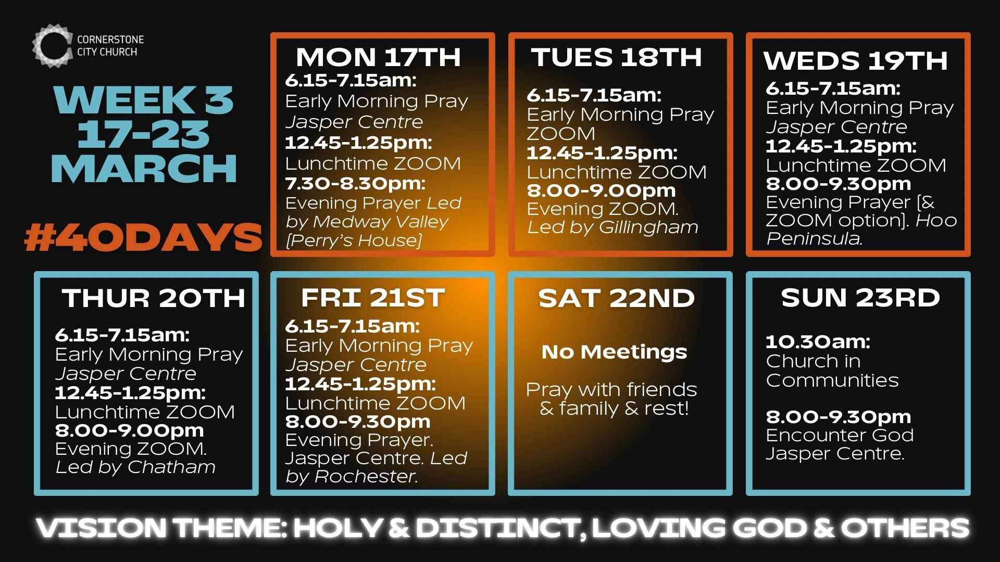 CORNERSTONE
CITY CHURCH
WEEK 3
17-23
MARCH
#40DAYS
MON 17TH
6.15-7.15am:
Early Morning Pray
Jasper Centre
12.45-1.25pm:
Lunchtime ZOOM
7.30-8.30pm:
Evening Prayer Led
by Medway Valley
[Perry's House]
TUES 18TH
6.15-7.15am:
Early Morning Pray
ZOOM
12.45-1.25pm:
Lunchtime ZOOM
8.00-9.00pm
Evening ZOOM.
Led by Gillingham
WEDS 19TH
6.15-7.15am:
Early Morning Pray
Jasper Centre
12.45-1.25pm:
Lunchtime ZOOM
8.00-9.30pm
Evening Prayer [&
ZOOM option]. Hoo
Peninsula.
THUR 20TH
6.15-7.15am:
Early Morning Pray
Jasper Centre
12.45-1.25pm:
Lunchtime ZOOM
8.00-9.00pm
Evening ZOOM.
Led by Chatham
FRI 21ST
6.15-7.15am:
Early Morning Pray
Jasper Centre
12.45-1.25pm:
Lunchtime ZOOM
8.00-9.30pm
Evening Prayer.
Jasper Centre. Led
by Rochester.
SAT 22ND
No Meetings
Pray with friends
& family & rest!
SUN 23RD
10.30am:
Church in
Communities
8.00-9.30pm
Encounter God
Jasper Centre.
VISION THEME: HOLY & DISTINCT, LOVING GOD & OTHERS